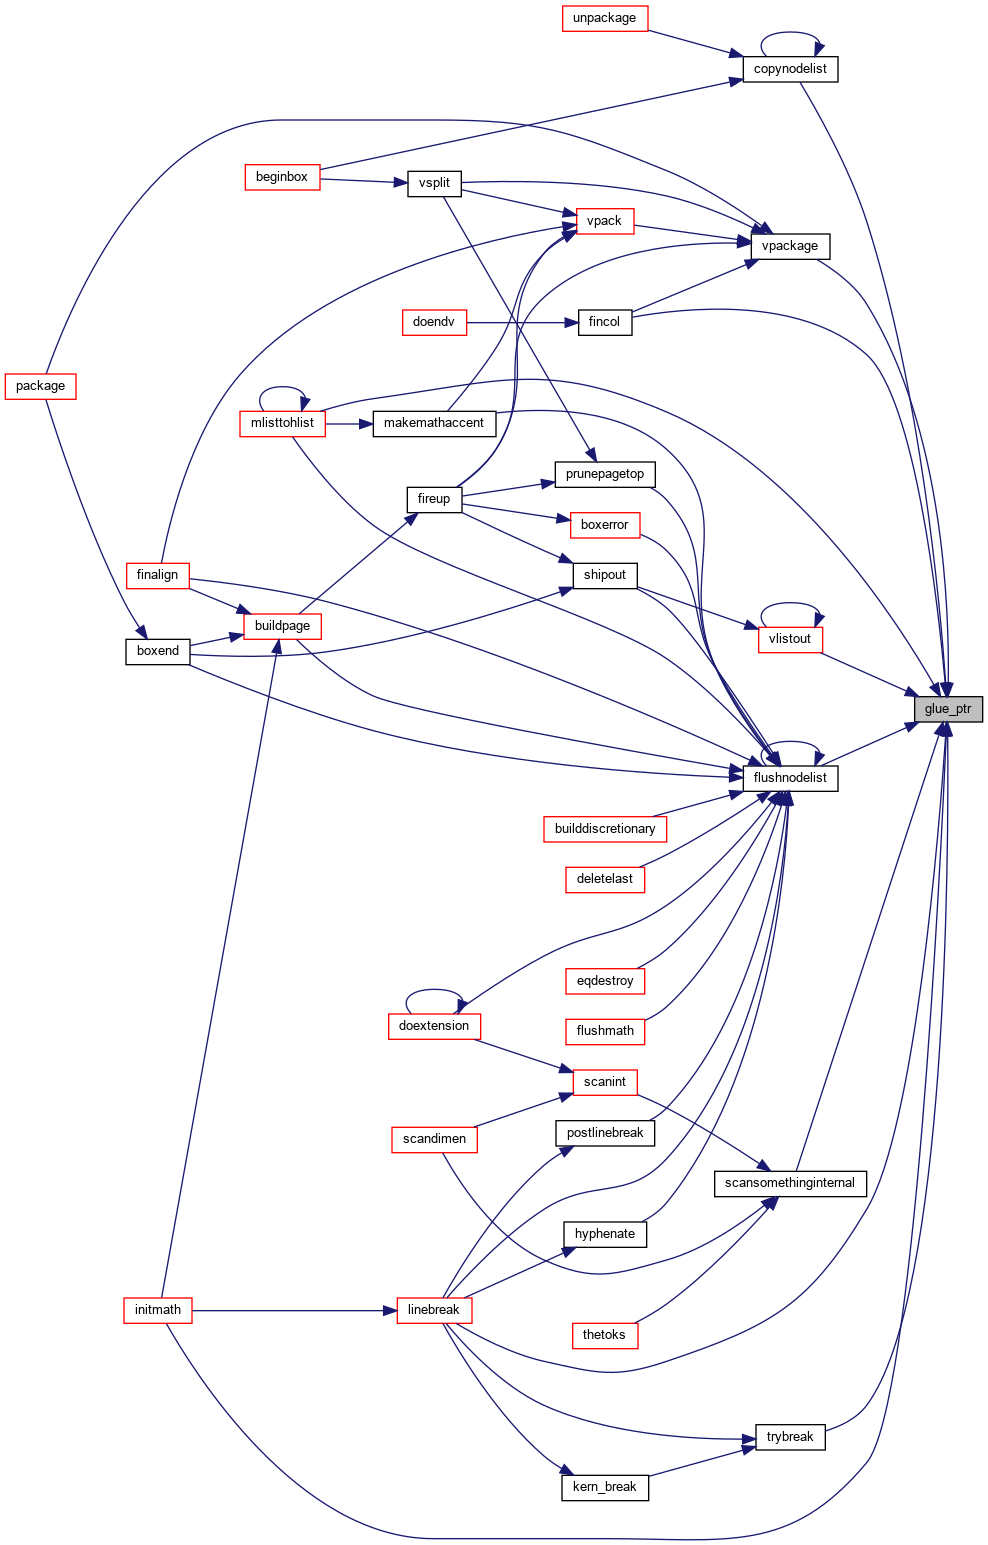 unpackage
copynodelist
beginbox
vsplit
vpack
vpackage
doendv
fincol
package
mlisttohlist
makemathaccent
prunepagetop
fireup
boxerror
finalign
shipout
buildpage
vlistout
boxend
glue_ptr
flushnodelist
builddiscretionary
deletelast
eqdestroy
doextension
flushmath
scanint
postlinebreak
scandimen
scansomethinginternal
hyphenate
initmath
linebreak
thetoks
trybreak
kern_break